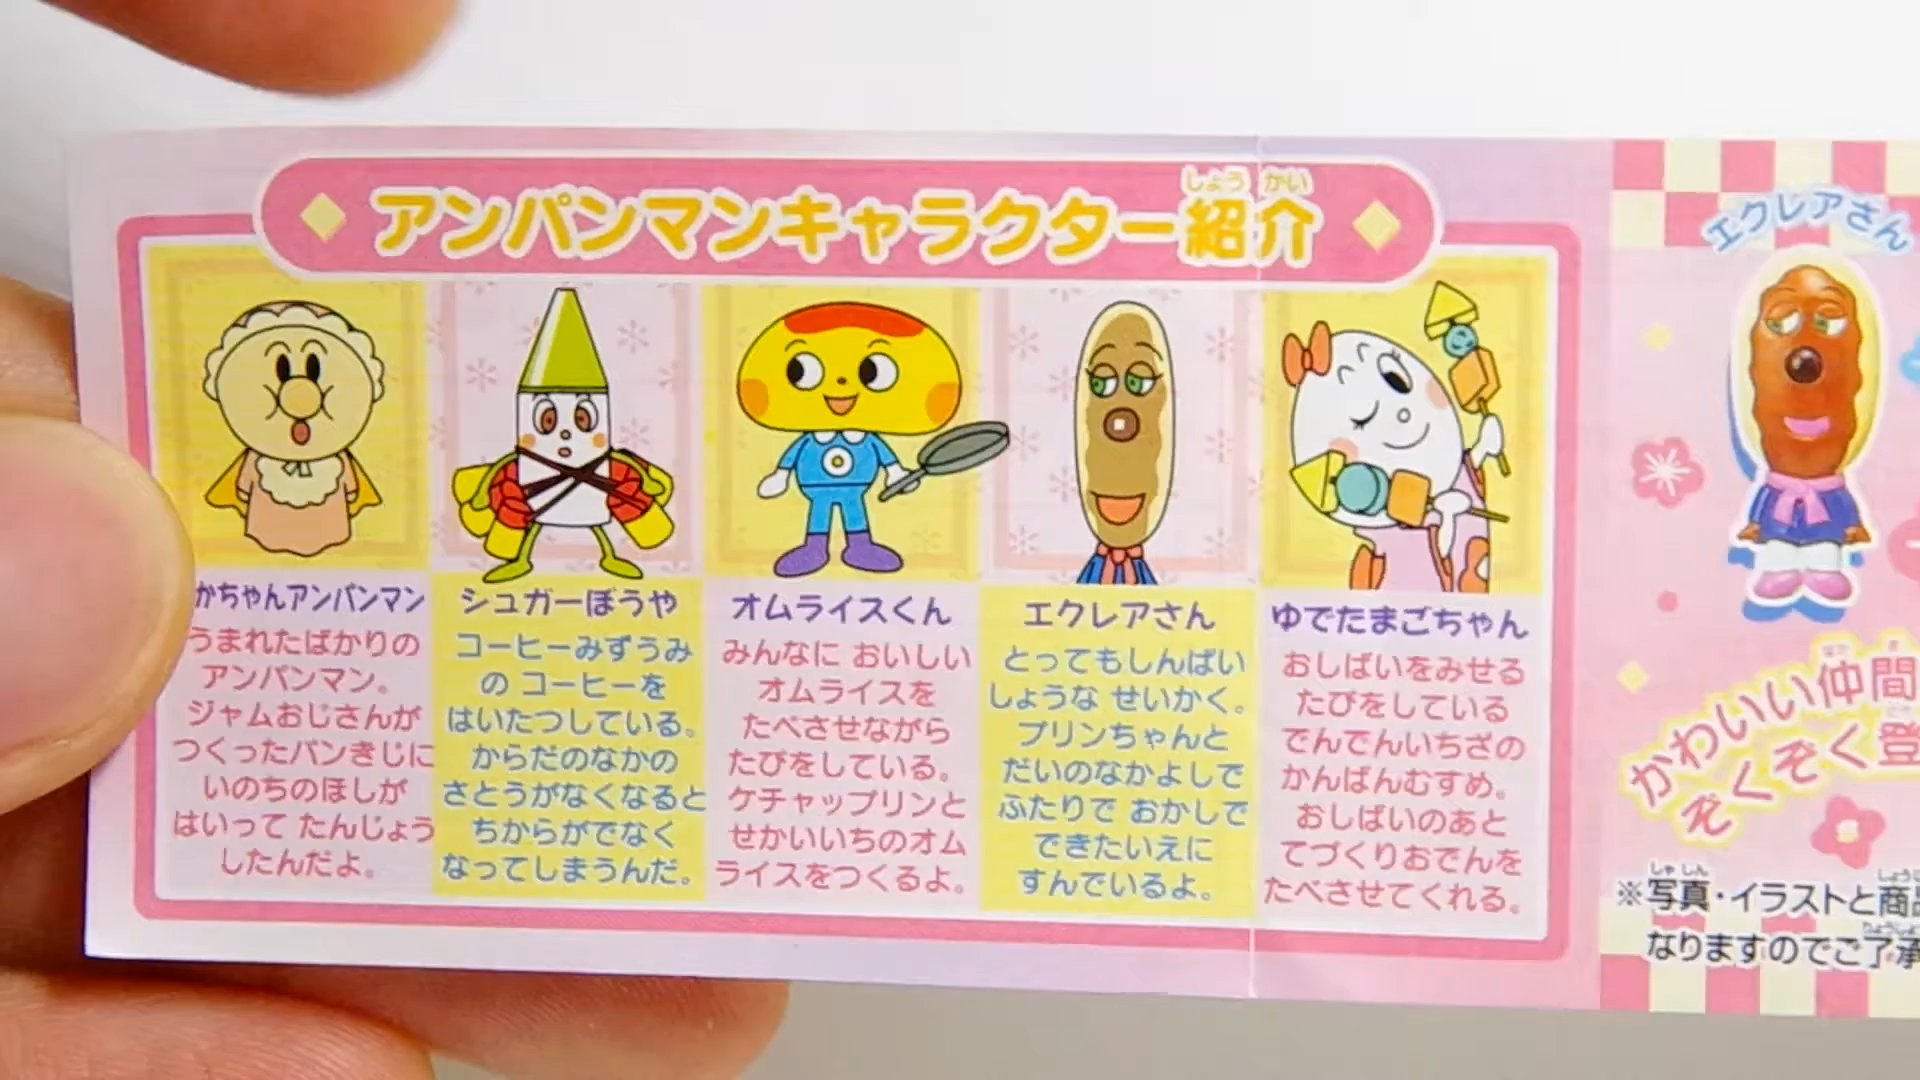 しょうかい
アンパンマンキャラクター紹介
かちゃんアンパンマン
うまれたばかりの
アンパンマン。
ジャムおじさんが
つくったパンきじに
いのちのほしが
はいって たんじょう
したんだよ。
シュガーぼうや
コーヒーみずうみ
の コーヒーを
はいたつしている。
からだのなかの
さとうがなくなると
ちからがでなく
なってしまうんだ。
オムライスくん
みんなに おいしい
オムライスを
たべさせながら
たびをしている。
ケチャップリンと
せかいいちのオム
ライスをつくるよ。
エクレアさん
とってもしんぱい
しょうな せいかく。
プリンちゃんと
だいのなかよしで
ふたりで おかしで
できたいえに
すんでいるよ。
ゆでたまごちゃん
おしばいをみせる
たびをしている
でんでんいちざの
かんばんむすめ。
おしばいのあと
てづくりおでんを
たべさせてくれる。
エクレアさん
かわいい仲間
ぞくぞく登
しゃしん
※写真・イラストと商品
なりますのでご了承